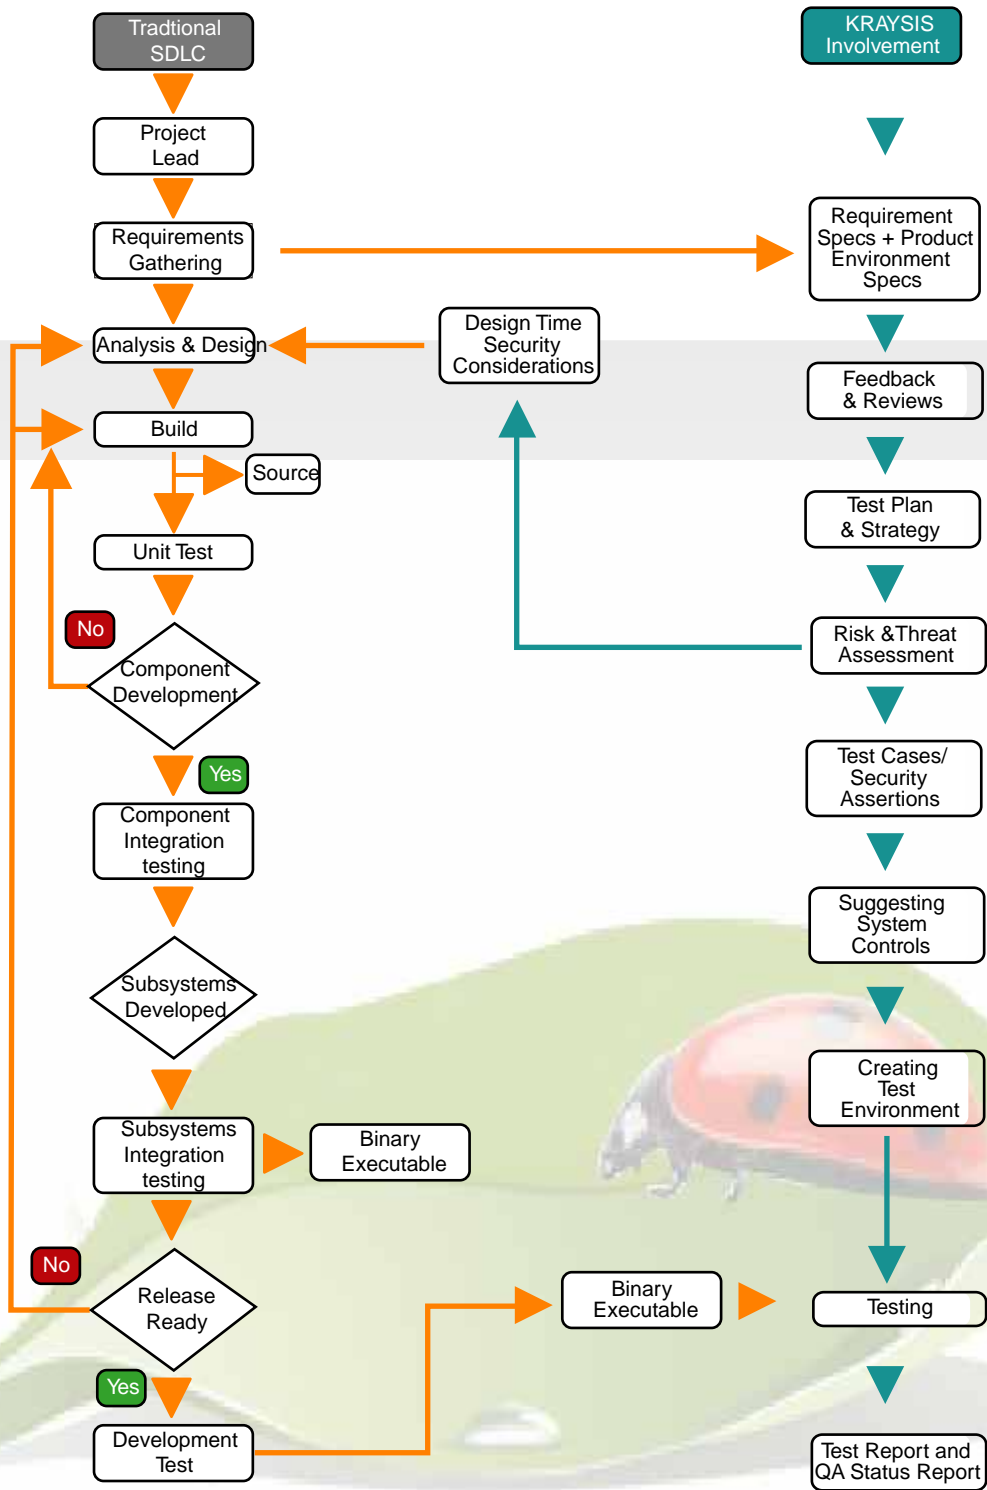 Tradtional
SDLC
KRAYSIS
Involvement
Project
Lead
Requirements
Gathering
Requirement
Specs + Product
Environment
Specs
Analysis & Design
Design Time
Security
Considerations
Feedback
& Reviews
Build
Source
Test Plan
& Strategy
Unit Test
No
Component
Development
Risk &Threat
Assessment
Yes
Test Cases/
Security
Assertions
Component
Integration
testing
Suggesting
System
Controls
Subsystems
Developed
Creating
Test
Environment
Subsystems
Integration
testing
Binary
Executable
No
Release
Ready
Binary
Executable
Testing
Yes
Development
Test
Test Report and
QA Status Report